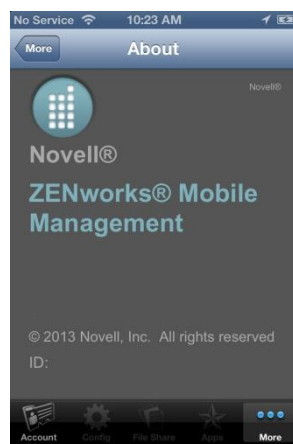 No Service 10:23 AM
More About
Novell®
Novell®
ZENworks® Mobile
Management
© 2013 Novell, Inc. All rights reserved
ID:
Account Config File Share Apps More